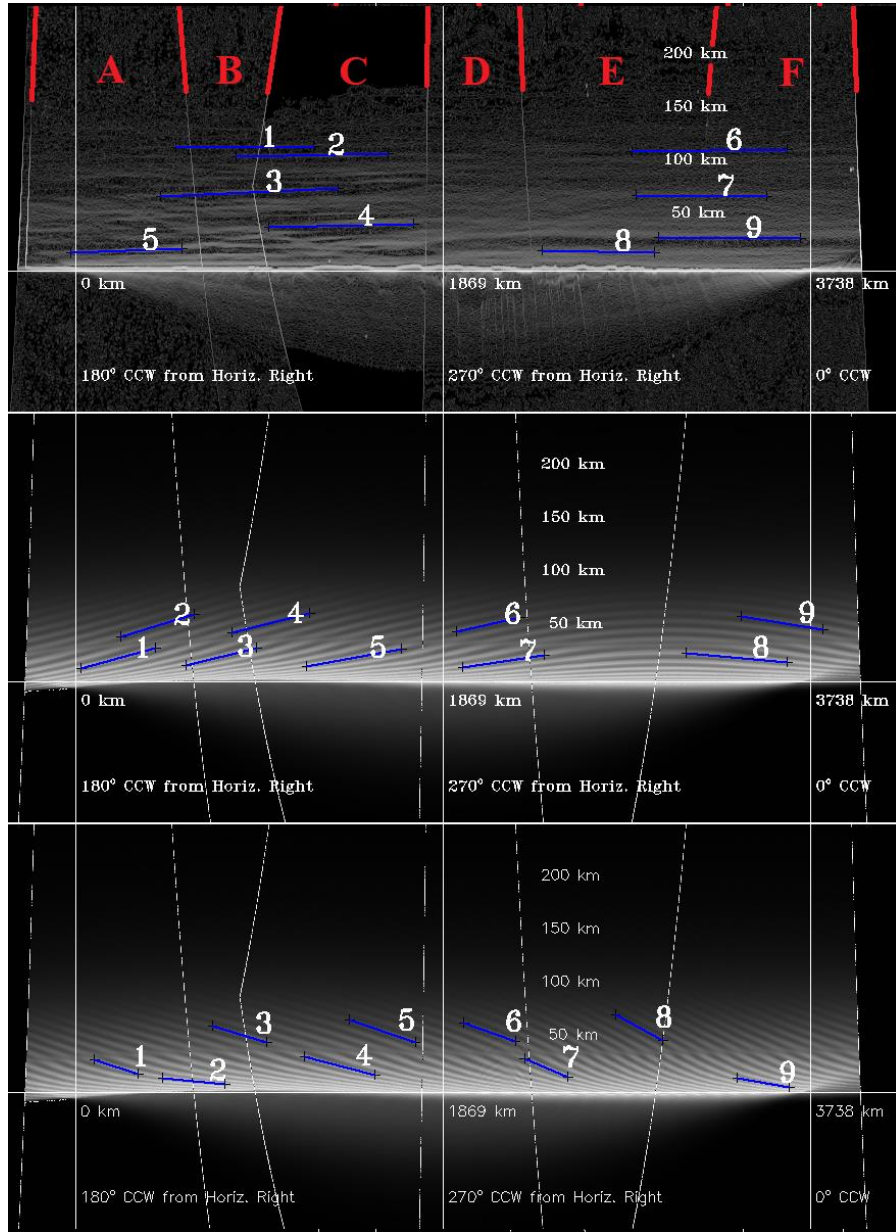 A B C D E F
200 km
150 km
1
2
6
100 km
3
7
50 km
4
9
5
8
0 km 1869 km 3738 km
180° CCW from Horiz. Right 270° CCW from Horiz. Right 0° CCW
200 km
150 km
100 km
2 4 6 9
50 km
1 3 5 7 8
0 km 1869 km 3738 km
180° CCW from Horiz. Right 270° CCW from Horiz. Right 0° CCW
200 km
150 km
100 km
3 5 6 8
50 km
1 4 7
2 9
0 km 1869 km 3738 km
180° CCW from Horiz. Right 270° CCW from Horiz. Right 0° CCW